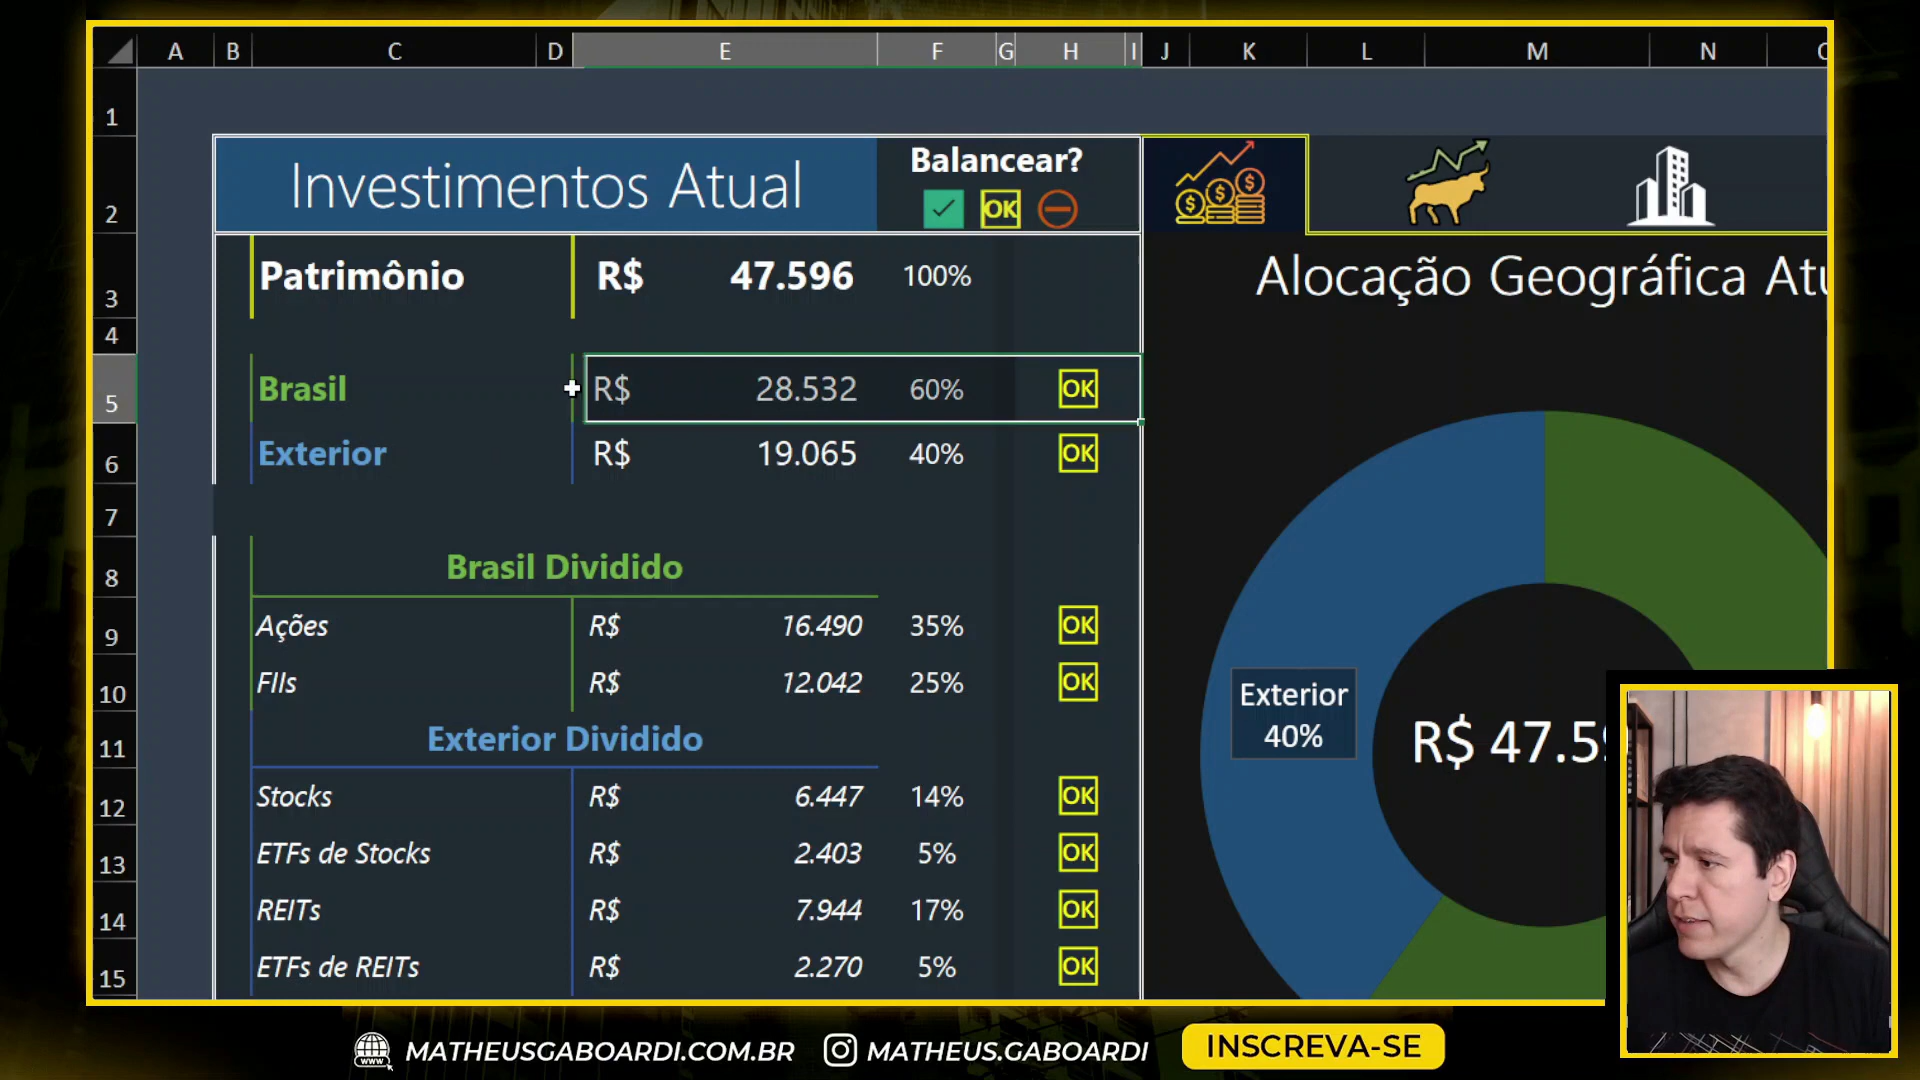 A B C D E F G H I J K L M N
1
Investimentos Atual Balancear?
2 OK
Patrimônio R$ 47.596 100%
3
Alocação Geográfica Atu
4
Brasil R$ 28.532 60% OK
5
Exterior R$ 19.065 40% OK
6
7
Brasil Dividido
8
Ações R$ 16.490 35% OK
9
FIIs R$ 12.042 25% OK
10
Exterior Dividido
11
Stocks R$ 6.447 14% OK
12
ETFs de Stocks R$ 2.403 5% OK
13
REITs R$ 7.944 17% OK
14
ETFs de REITs R$ 2.270 5% OK
15
Exterior
40%
R$ 47.59
WWW MATHEUSGABOARDI.COM.BR MATHEUS.GABOARDI INSCREVA-SE